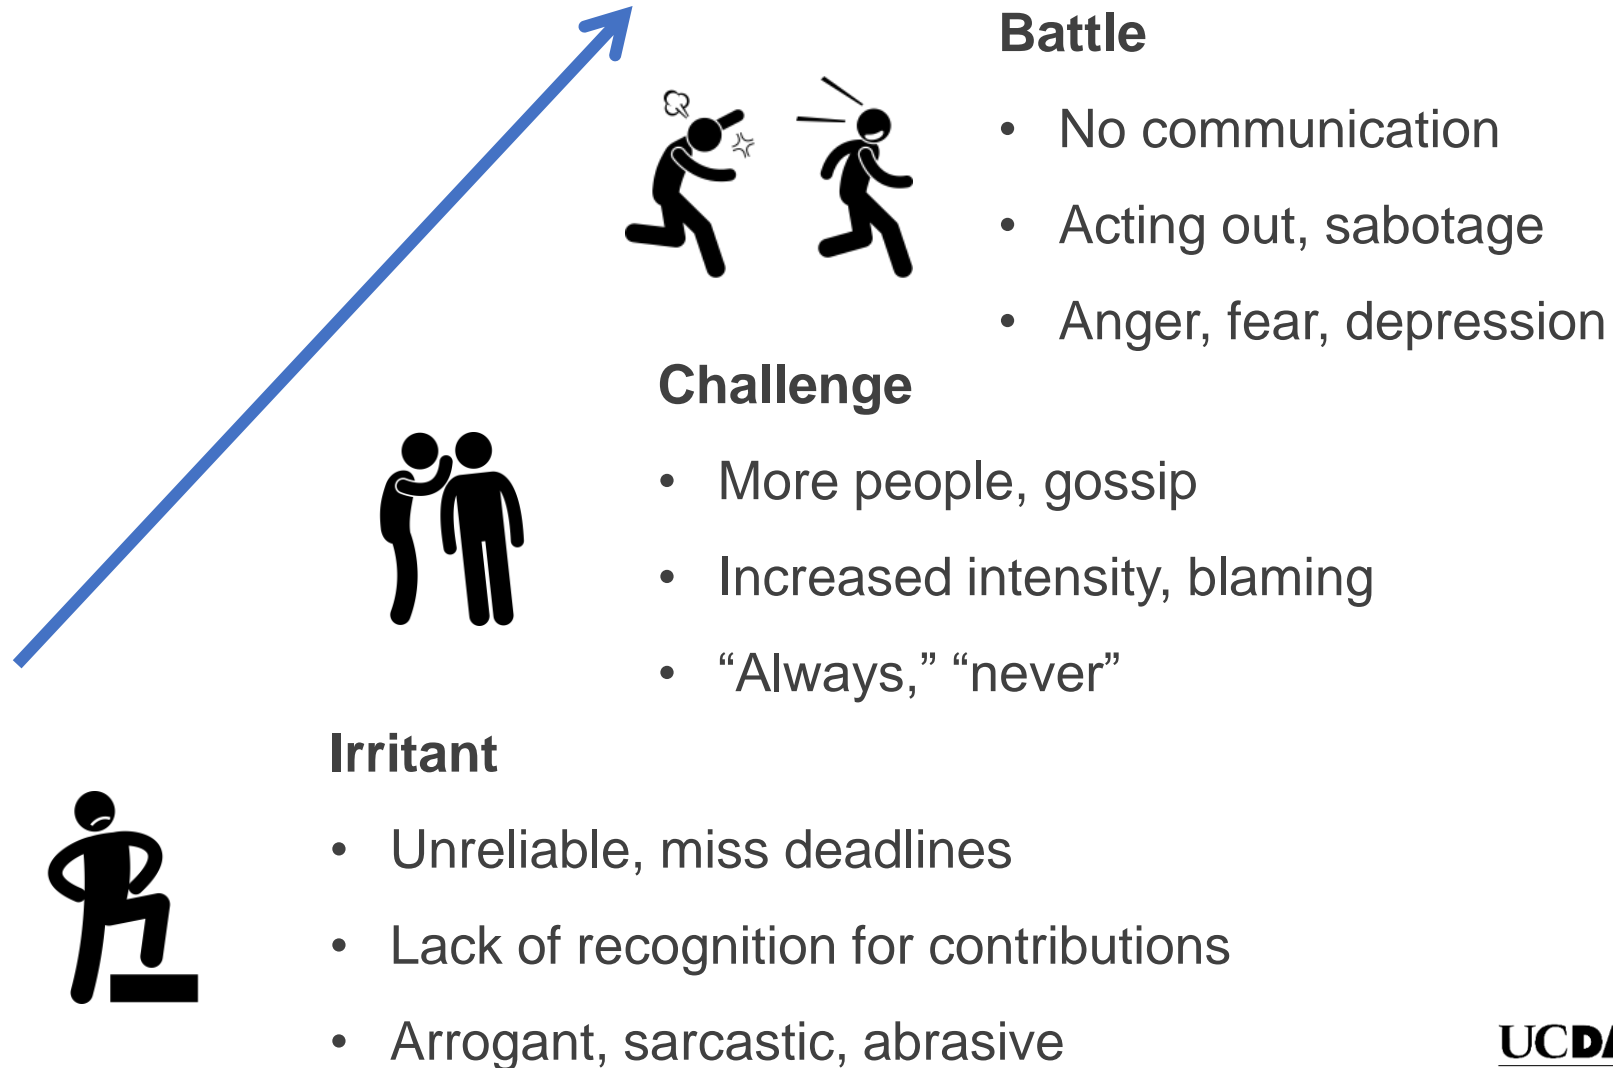 Battle
• No communication
• Acting out, sabotage
• Anger, fear, depression
Challenge
• More people, gossip
• Increased intensity, blaming
• “Always,” “never”
Irritant
• Unreliable, miss deadlines
• Lack of recognition for contributions
• Arrogant, sarcastic, abrasive
UCDA